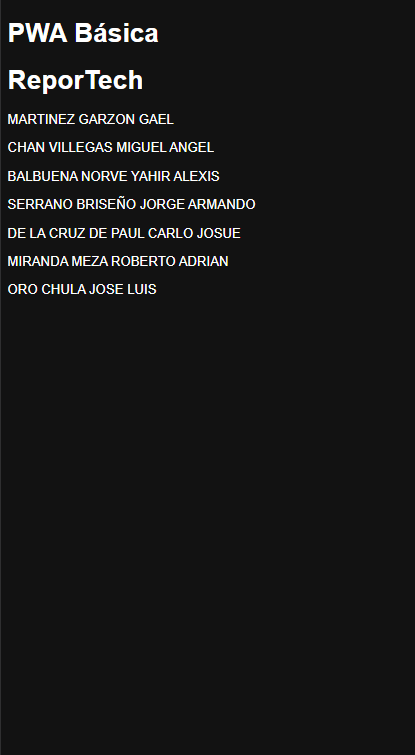 PWA Básica
ReporTech
MARTINEZ GARZON GAEL
CHAN VILLEGAS MIGUEL ANGEL
BALBUENA NORVE YAHIR ALEXIS
SERRANO BRISEÑO JORGE ARMANDO
DE LA CRUZ DE PAUL CARLO JOSUE
MIRANDA MEZA ROBERTO ADRIAN
ORO CHULA JOSE LUIS